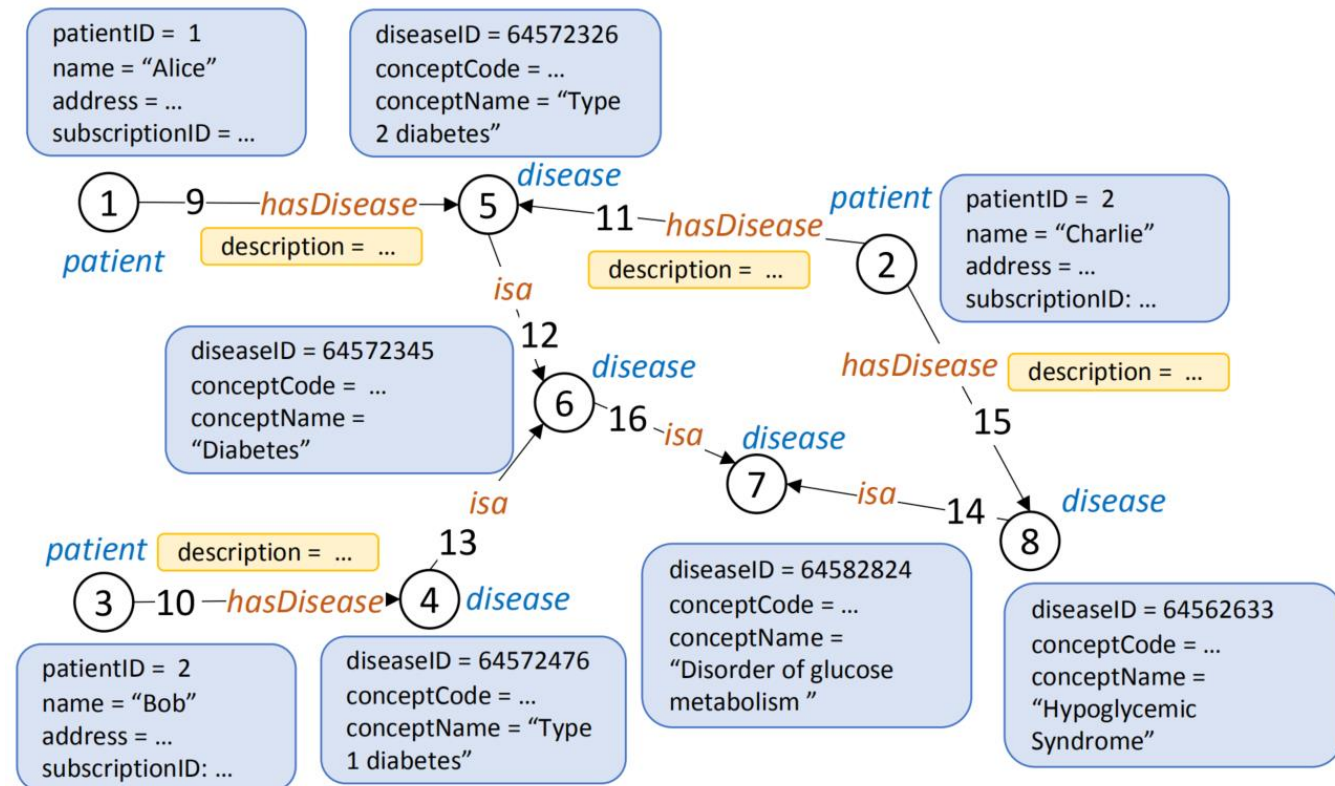 patientID = 1
name = “Alice”
address = ...
subscriptionID = ...
diseaseID = 64572326
conceptCode = ...
conceptName = “Type
2 diabetes”
1
9
hasDisease
5
disease
11
hasDisease
patient
2
patient
description = ...
description = ...
patientID = 2
name = “Charlie”
address = ...
subscriptionID: ...
isa
12
diseaseID = 64572345
conceptCode = ...
conceptName =
“Diabetes”
6
disease
16
isa
disease
7
hasDisease
description = ...
15
isa
14
disease
8
isa
13
patient
description = ...
3
10
hasDisease
4
disease
patientID = 2
name = “Bob”
address = ...
subscriptionID: ...
diseaseID = 64572476
conceptCode = ...
conceptName = “Type
1 diabetes”
diseaseID = 64582824
conceptCode = ...
conceptName =
“Disorder of glucose
metabolism ”
diseaseID = 64562633
conceptCode = ...
conceptName =
“Hypoglycemic
Syndrome”